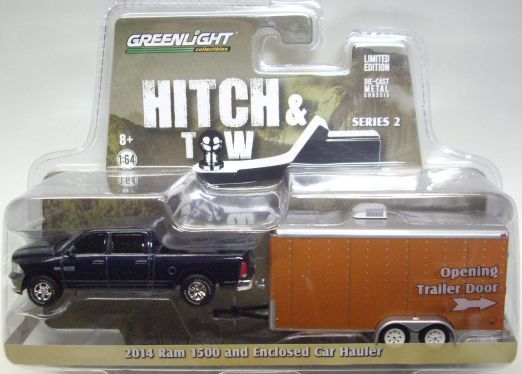 GREENLIGHT
collectibles
LIMITED
EDITION
DIE-CAST
METAL
CHASSIS
HITCH &
TOW
SERIES 2
8+
1:64
Opening
Trailer Door
2014 Ram 1500 and Enclosed Car Hauler